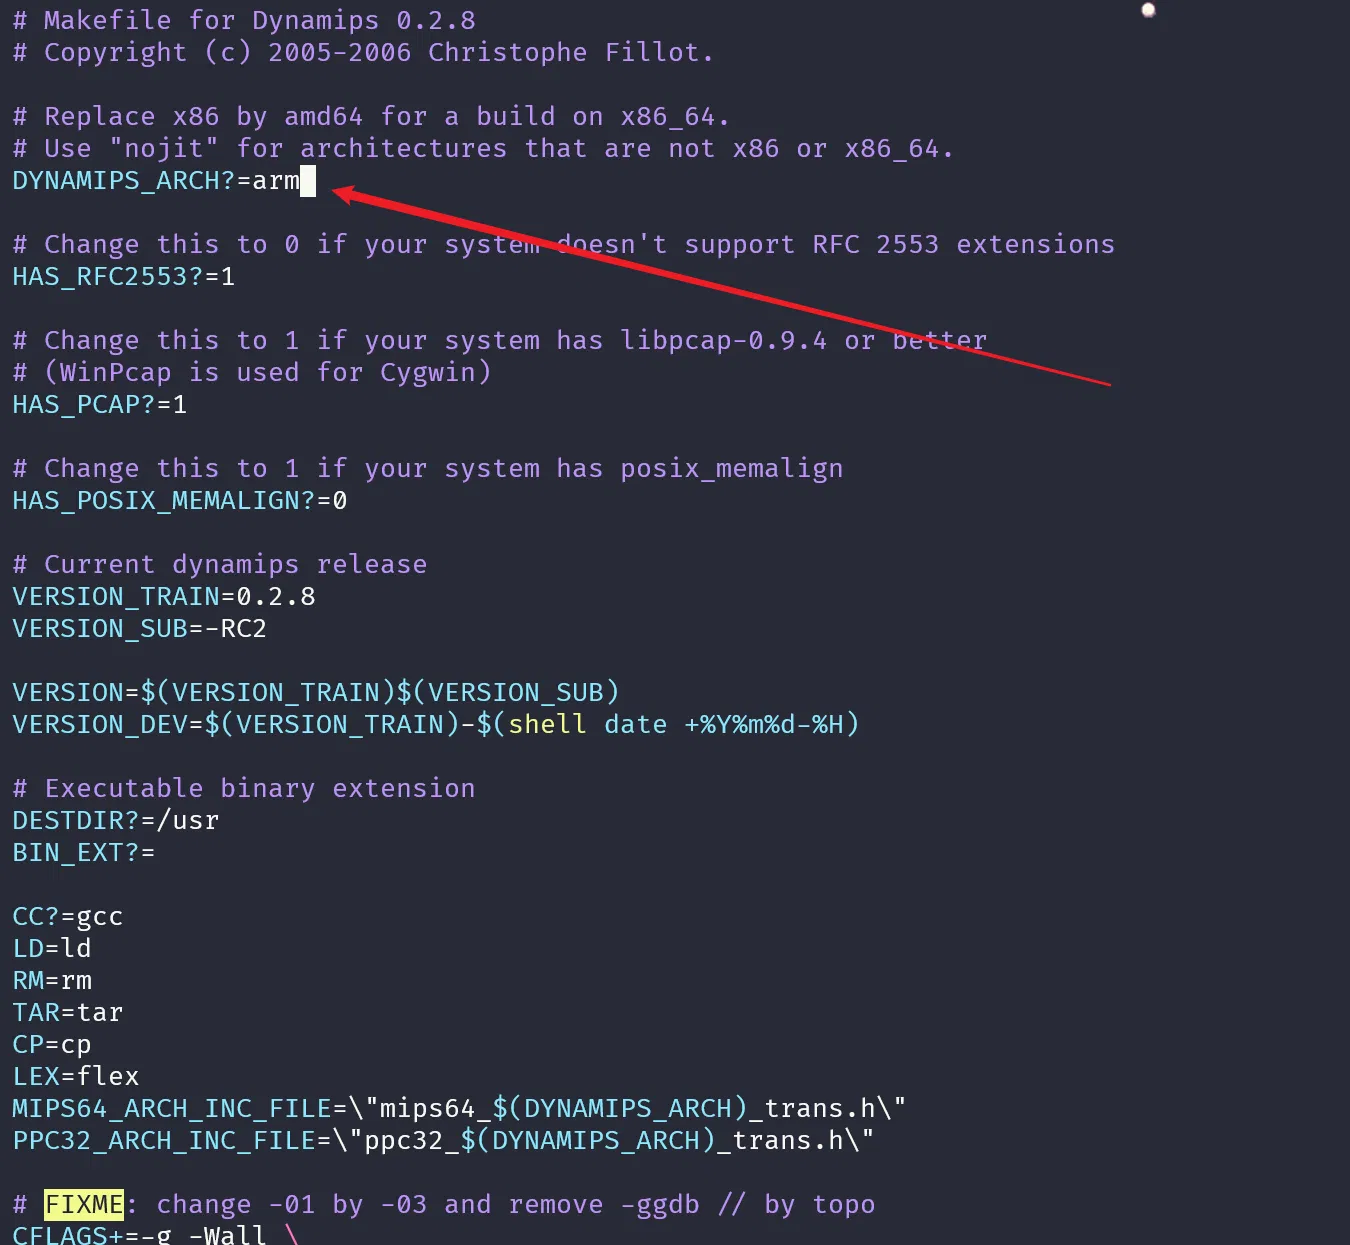 # Makefile for Dynamips 0.2.8
# Copyright (c) 2005-2006 Christophe Fillot.
# Replace x86 by amd64 for a build on x86_64.
# Use "nojit" for architectures that are not x86 or x86_64.
DYNAMIPS_ARCH?=arm
# Change this to 0 if your system doesn't support RFC 2553 extensions
HAS_RFC2553?=1
# Change this to 1 if your system has libpcap-0.9.4 or better
# (WinPcap is used for Cygwin)
HAS_PCAP?=1
# Change this to 1 if your system has posix_memalign
HAS_POSIX_MEMALIGN?=0
# Current dynamips release
VERSION_TRAIN=0.2.8
VERSION_SUB=-RC2
VERSION=$(VERSION_TRAIN)$(VERSION_SUB)
VERSION_DEV=$(VERSION_TRAIN)-$(shell date +%Y%m%d-%H)
# Executable binary extension
DESTDIR?=/usr
BIN_EXT?=
CC?=gcc
LD=ld
RM=rm
TAR=tar
CP=cp
LEX=flex
MIPS64_ARCH_INC_FILE=\"mips64_$(DYNAMIPS_ARCH)_trans.h\"
PPC32_ARCH_INC_FILE=\"ppc32_$(DYNAMIPS_ARCH)_trans.h\"
# FIXME: change -01 by -03 and remove -ggdb // by topo
CFLAGS+=-g -Wall \